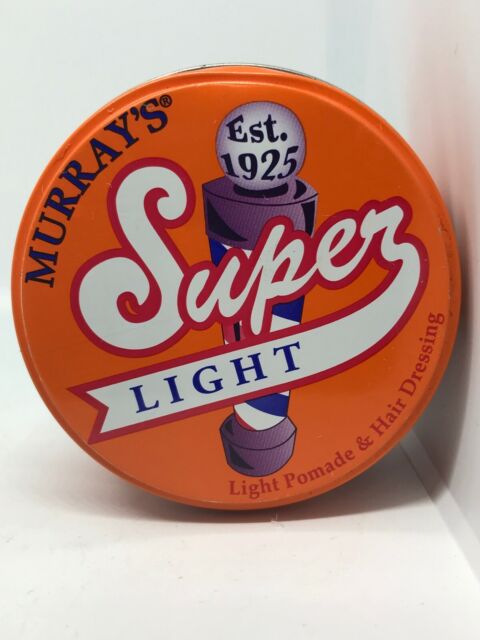 MURRAY'S®
Est.
1925
Super
LIGHT
Light Pomade & Hair Dressing